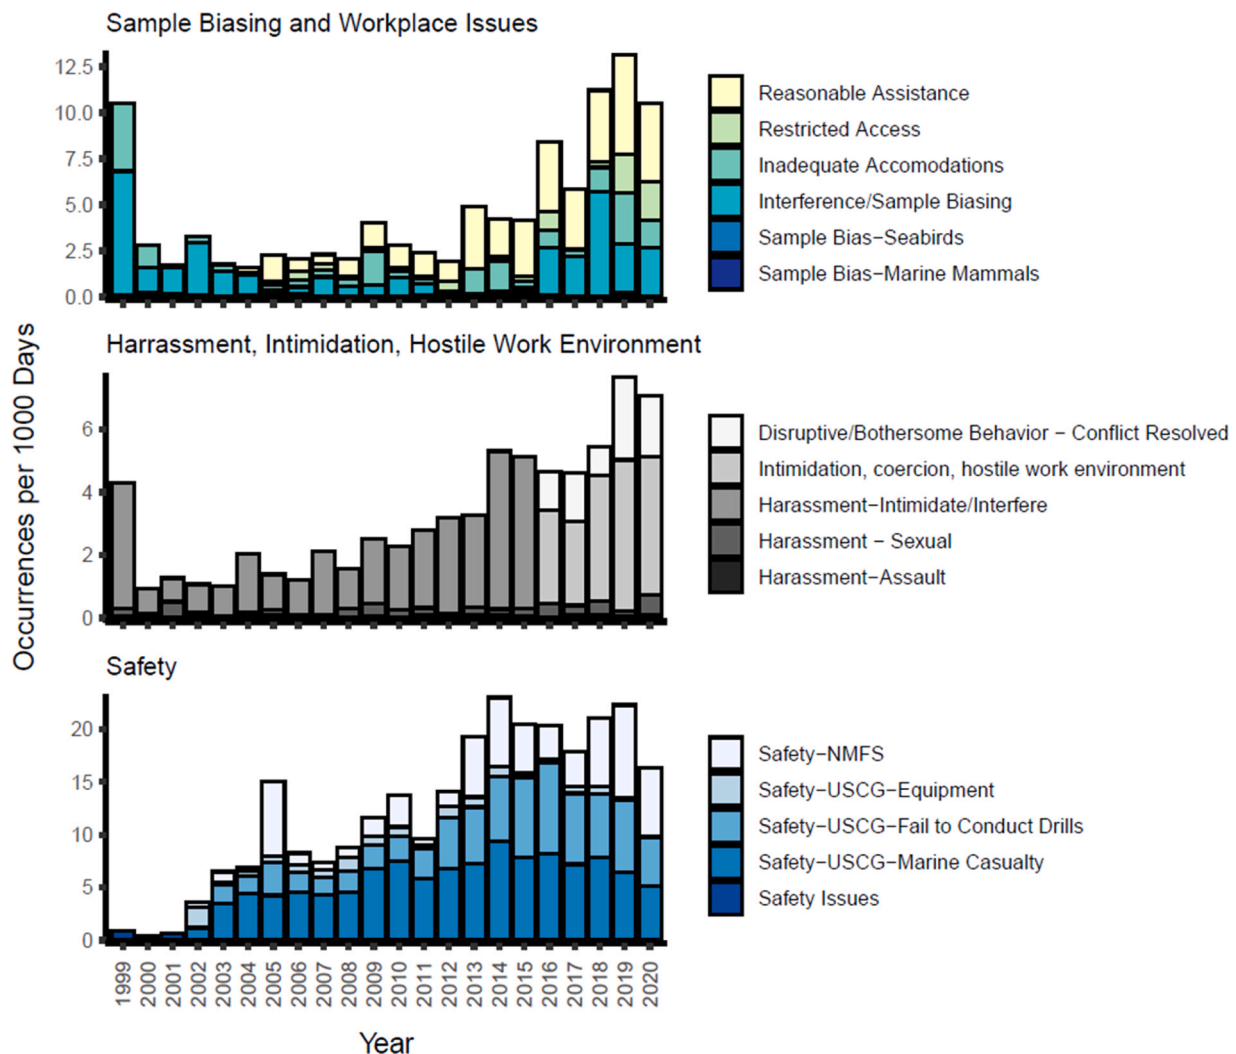 Sample Biasing and Workplace Issues
12.5
10.0
7.5
5.0
2.5
0.0
Reasonable Assistance
Restricted Access
Inadequate Accomodations
Interference/Sample Biasing
Sample Bias-Seabirds
Sample Bias-Marine Mammals
Occurrences per 1000 Days
Harrassment, Intimidation, Hostile Work Environment
6
4
2
0
Disruptive/Bothersome Behavior - Conflict Resolved
Intimidation, coercion, hostile work environment
Harassment-Intimidate/Interfere
Harassment - Sexual
Harassment-Assault
Safety
20
15
10
5
0
Safety-NMFS
Safety-USCG-Equipment
Safety-USCG-Fail to Conduct Drills
Safety-USCG-Marine Casualty
Safety Issues
1999
2000
2001
2002
2003
2004
2005
2006
2007
2008
2009
2010
2011
2012
2013
2014
2015
2016
2017
2018
2019
2020
Year